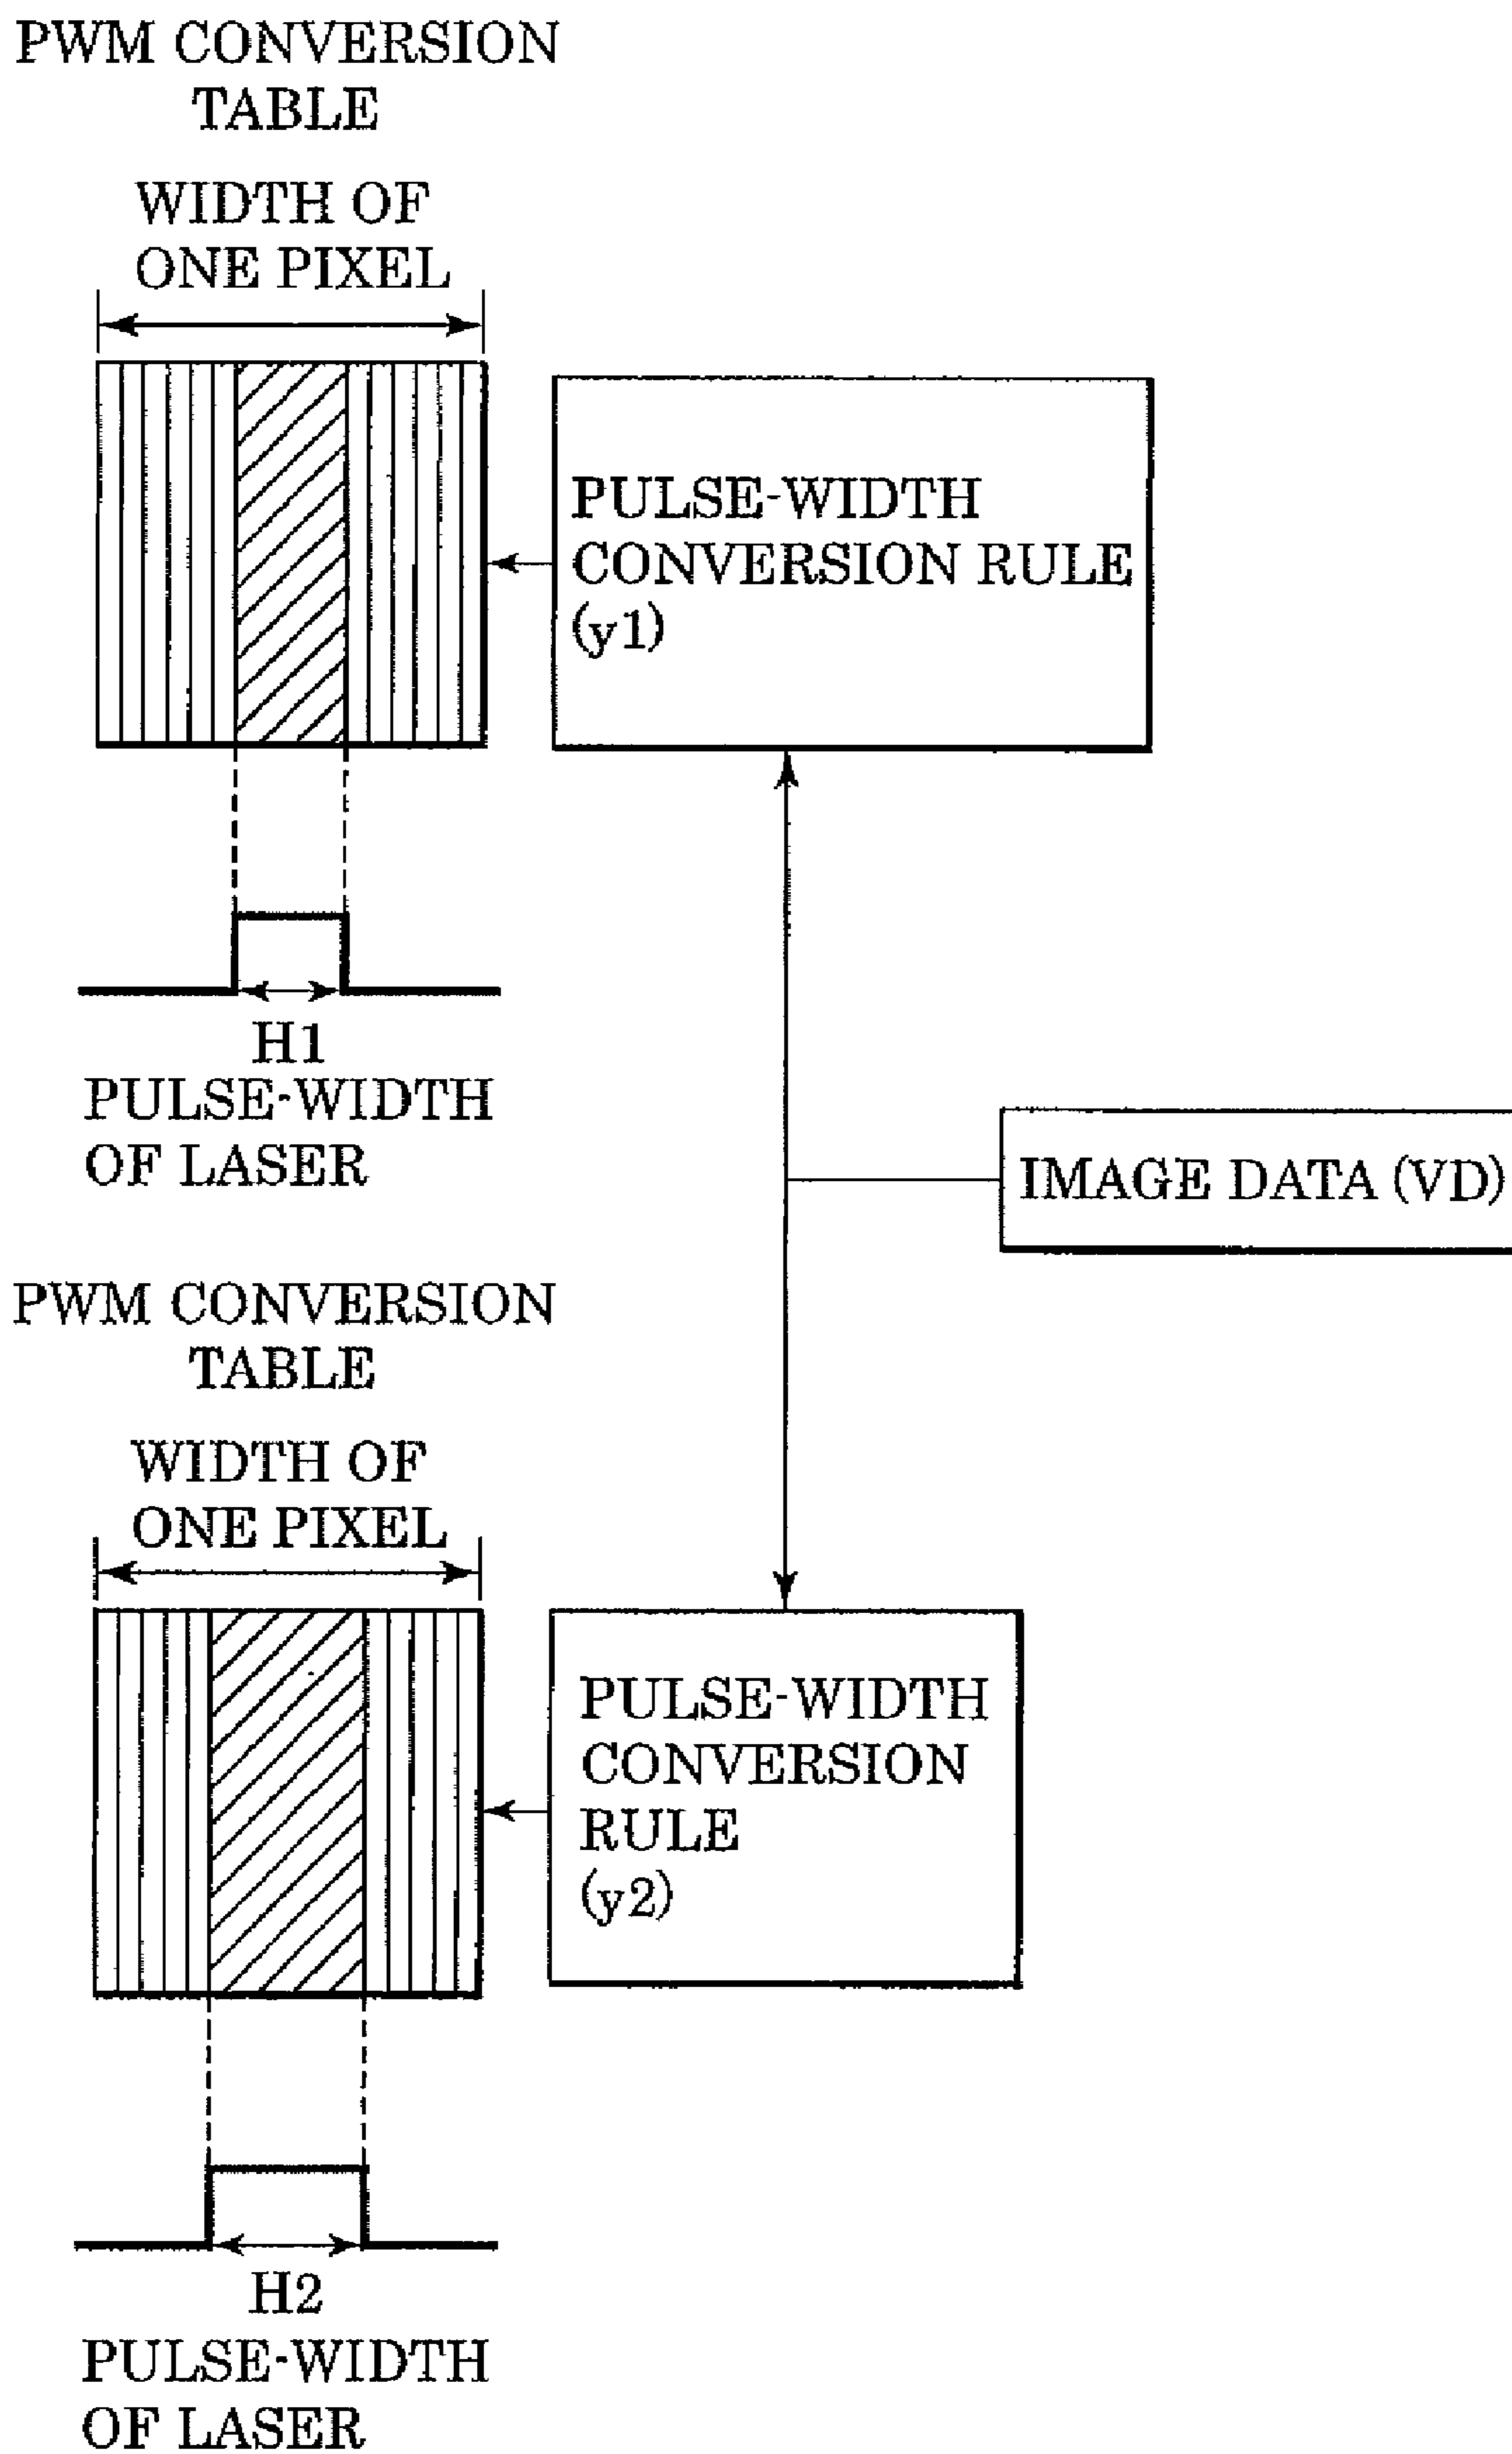 PWM CONVERSION
TABLE
WIDTH OF
ONE PIXEL
PULSE-WIDTH
CONVERSION RULE
(y1)
H1
PULSE-WIDTH
OF LASER
IMAGE DATA (VD)
PWM CONVERSION
TABLE
WIDTH OF
ONE PIXEL
PULSE-WIDTH
CONVERSION
RULE
(y2)
H2
PULSE-WIDTH
OF LASER